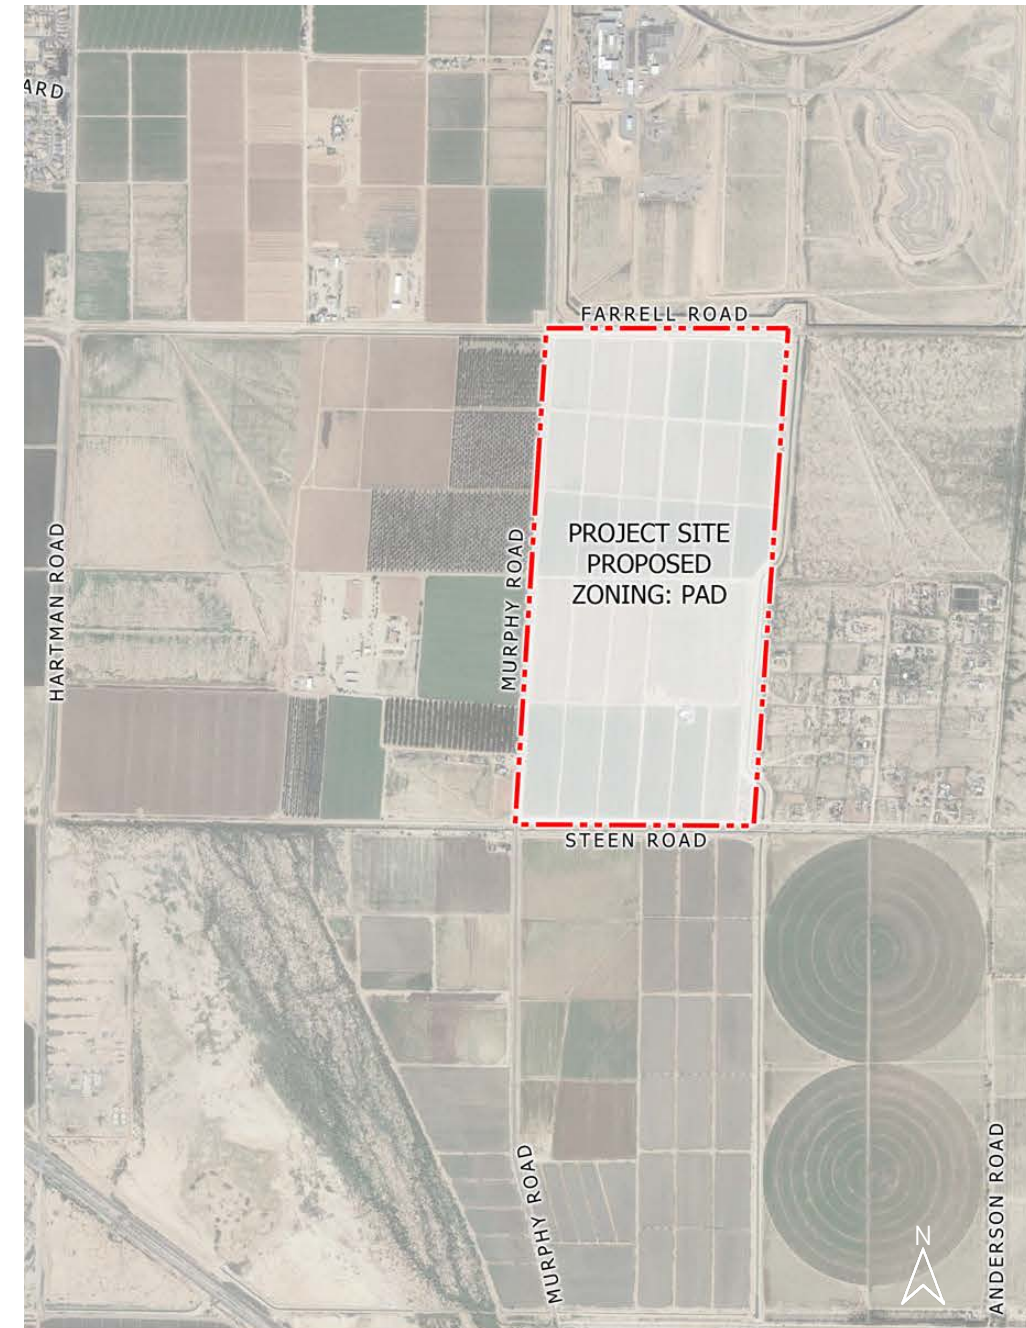 ARD
FARRELL ROAD
PROJECT SITE
PROPOSED
ZONING: PAD
HARTMAN ROAD
MURPHY ROAD
STEEN ROAD
MURPHY ROAD
ANDERSON ROAD
N